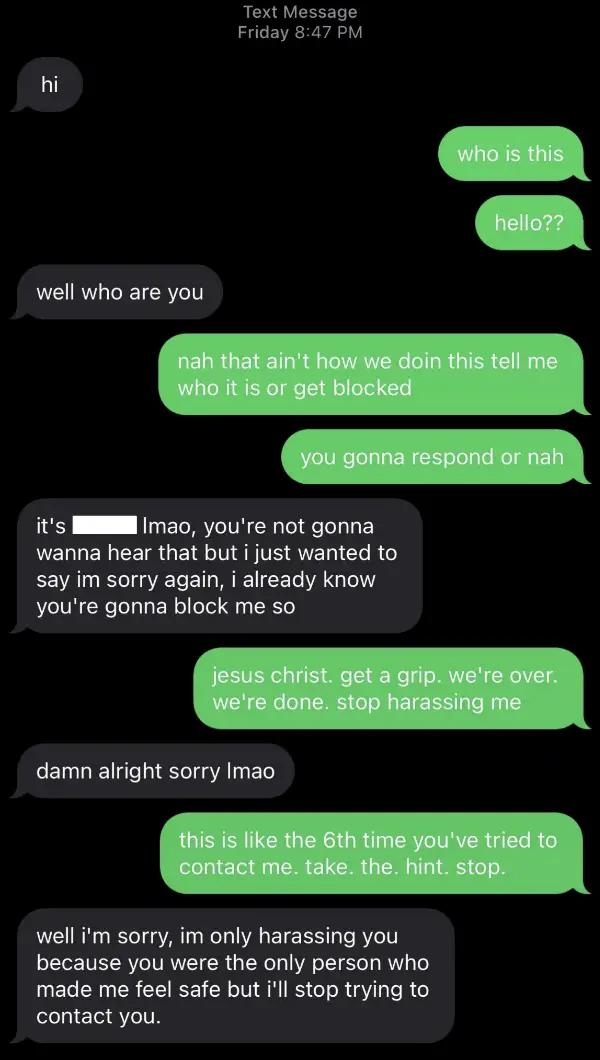 Text Message
Friday 8:47 PM
hi
who is this
hello??
well who are you
nah that ain't how we doin this tell me
who it is or get blocked
you gonna respond or nah
it's lmao, you're not gonna
wanna hear that but i just wanted to
say im sorry again, i already know
you're gonna block me so
jesus christ. get a grip. we're over.
we're done. stop harassing me
damn alright sorry lmao
this is like the 6th time you've tried to
contact me. take. the. hint. stop.
well i'm sorry, im only harassing you
because you were the only person who
made me feel safe but i'll stop trying to
contact you.